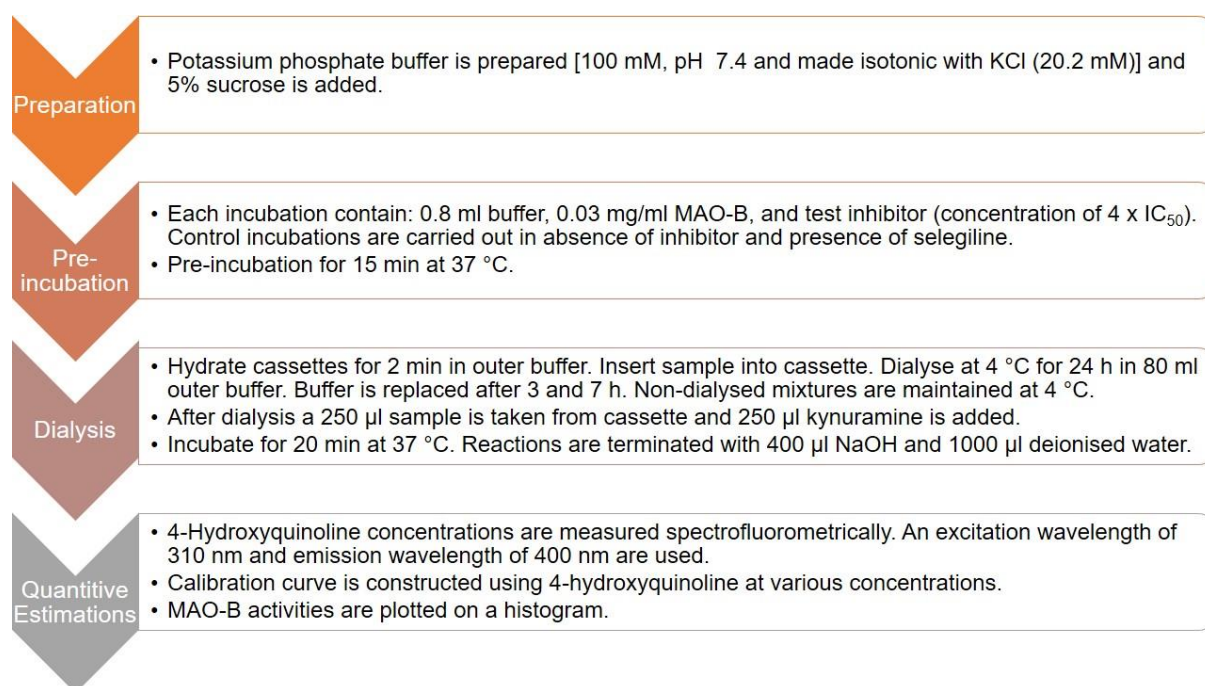 Preparation
• Potassium phosphate buffer is prepared [100 mM, pH 7.4 and made isotonic with KCl (20.2 mM)] and
5% sucrose is added.
Pre-
incubation
• Each incubation contain: 0.8 ml buffer, 0.03 mg/ml MAO-B, and test inhibitor (concentration of 4 x IC₅₀).
Control incubations are carried out in absence of inhibitor and presence of selegiline.
• Pre-incubation for 15 min at 37 °C.
Dialysis
• Hydrate cassettes for 2 min in outer buffer. Insert sample into cassette. Dialyse at 4 °C for 24 h in 80 ml
outer buffer. Buffer is replaced after 3 and 7 h. Non-dialysed mixtures are maintained at 4 °C.
• After dialysis a 250 µl sample is taken from cassette and 250 µl kynuramine is added.
• Incubate for 20 min at 37 °C. Reactions are terminated with 400 µl NaOH and 1000 µl deionised water.
Quantitive
Estimations
• 4-Hydroxyquinoline concentrations are measured spectrofluorometrically. An excitation wavelength of
310 nm and emission wavelength of 400 nm are used.
• Calibration curve is constructed using 4-hydroxyquinoline at various concentrations.
• MAO-B activities are plotted on a histogram.